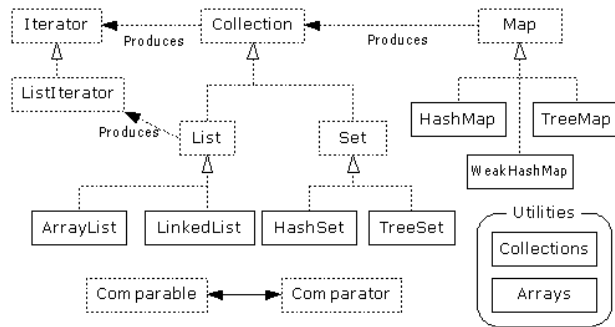 Iterator
Collection
Map
Produces
Produces
ListIterator
Produces
List
Set
HashMap
TreeMap
WeakHashMap
ArrayList
LinkedList
HashSet
TreeSet
Utilities
Collections
Arrays
Comparable
Comparator